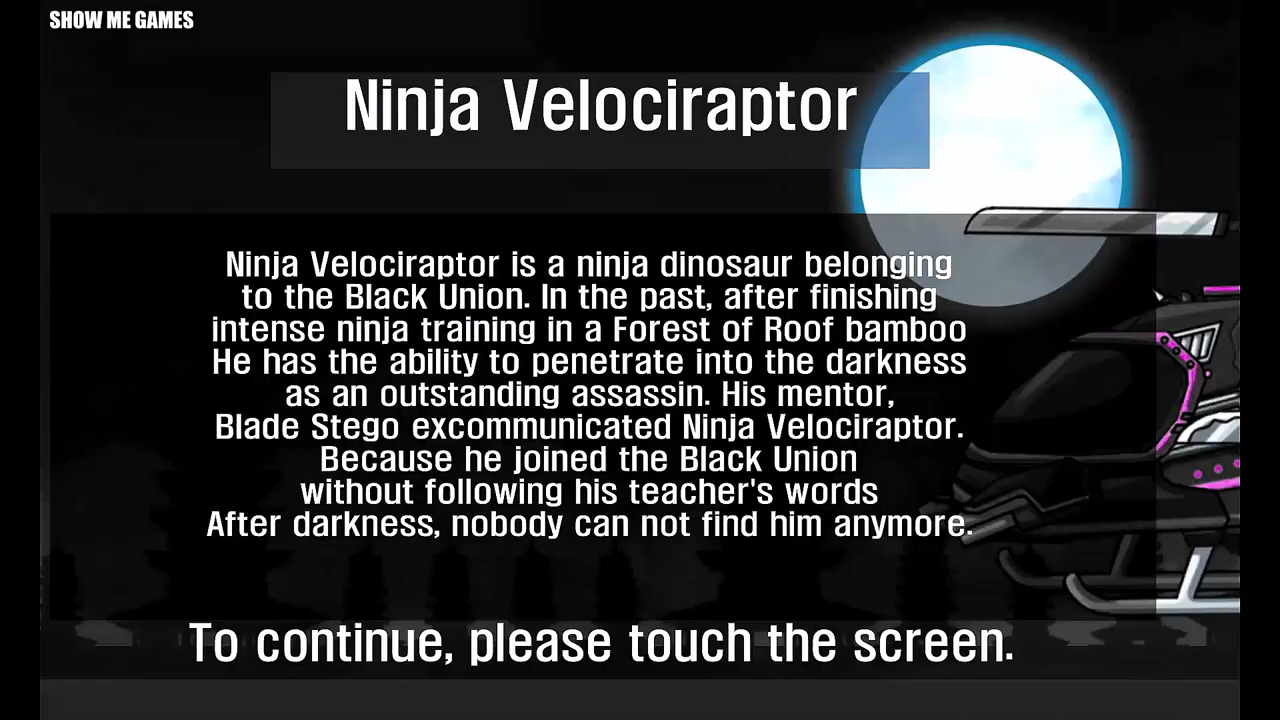 SHOW ME GAMES
Ninja Velociraptor
Ninja Velociraptor is a ninja dinosaur belonging
to the Black Union. In the past, after finishing
intense ninja training in a Forest of Roof bamboo
He has the ability to penetrate into the darkness
as an outstanding assassin. His mentor,
Blade Stego excommunicated Ninja Velociraptor.
Because he joined the Black Union
without following his teacher's words
After darkness, nobody can not find him anymore.
To continue, please touch the screen.